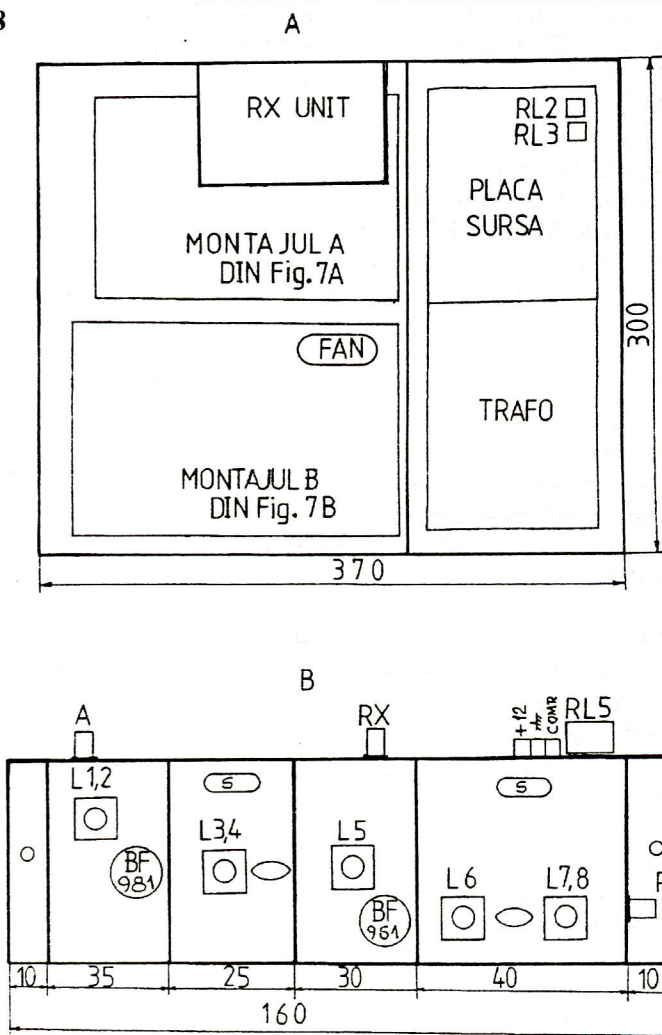 8
A
RX UNIT
RL2
RL3
PLACA
SURSA
MONTAJUL A
DIN Fig. 7A
300
FAN
TRAFO
MONTAJUL B
DIN Fig. 7B
370
B
A
RX
+12
COMR
RL5
L1,2
S
S
L3,4
L5
BF
981
L6
L7,8
BF
961
10
35
25
30
40
10
160